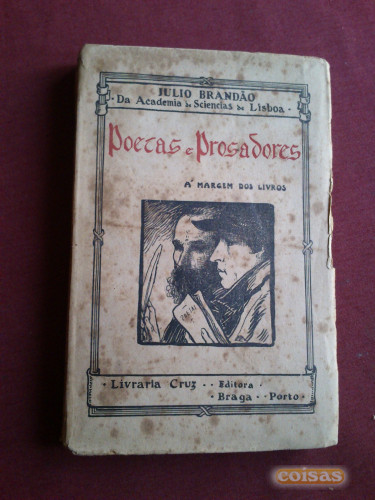 JULIO BRANDÃO
· Da Academia de Sciencias de Lisboa ·
Poetas e Prosadores
A' MARGEM DOS LIVROS
· Livraria Cruz · · Editora ·
Braga · · Porto ·
coisas